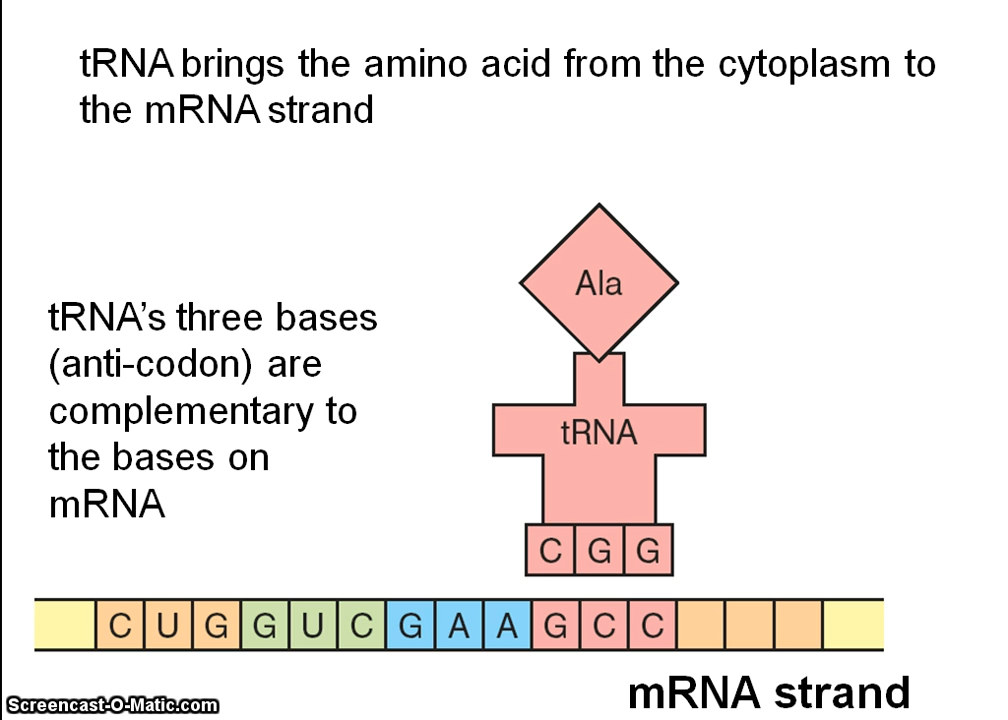 tRNA brings the amino acid from the cytoplasm to
the mRNA strand
Ala
tRNA's three bases
(anti-codon) are
complementary to
the bases on
mRNA
tRNA
C G G
C U G G U C G A A G C C
mRNA strand
Screencast-O-Matic.com